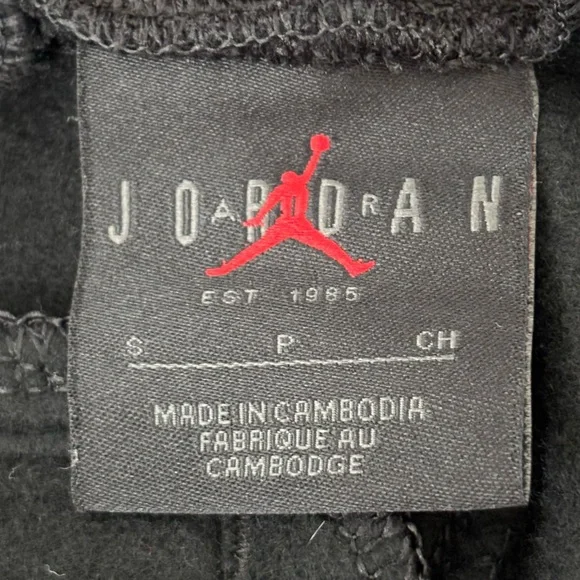 JORDAN
AIR
EST 1985
S P CH
MADE IN CAMBODIA
FABRIQUE AU
CAMBODGE